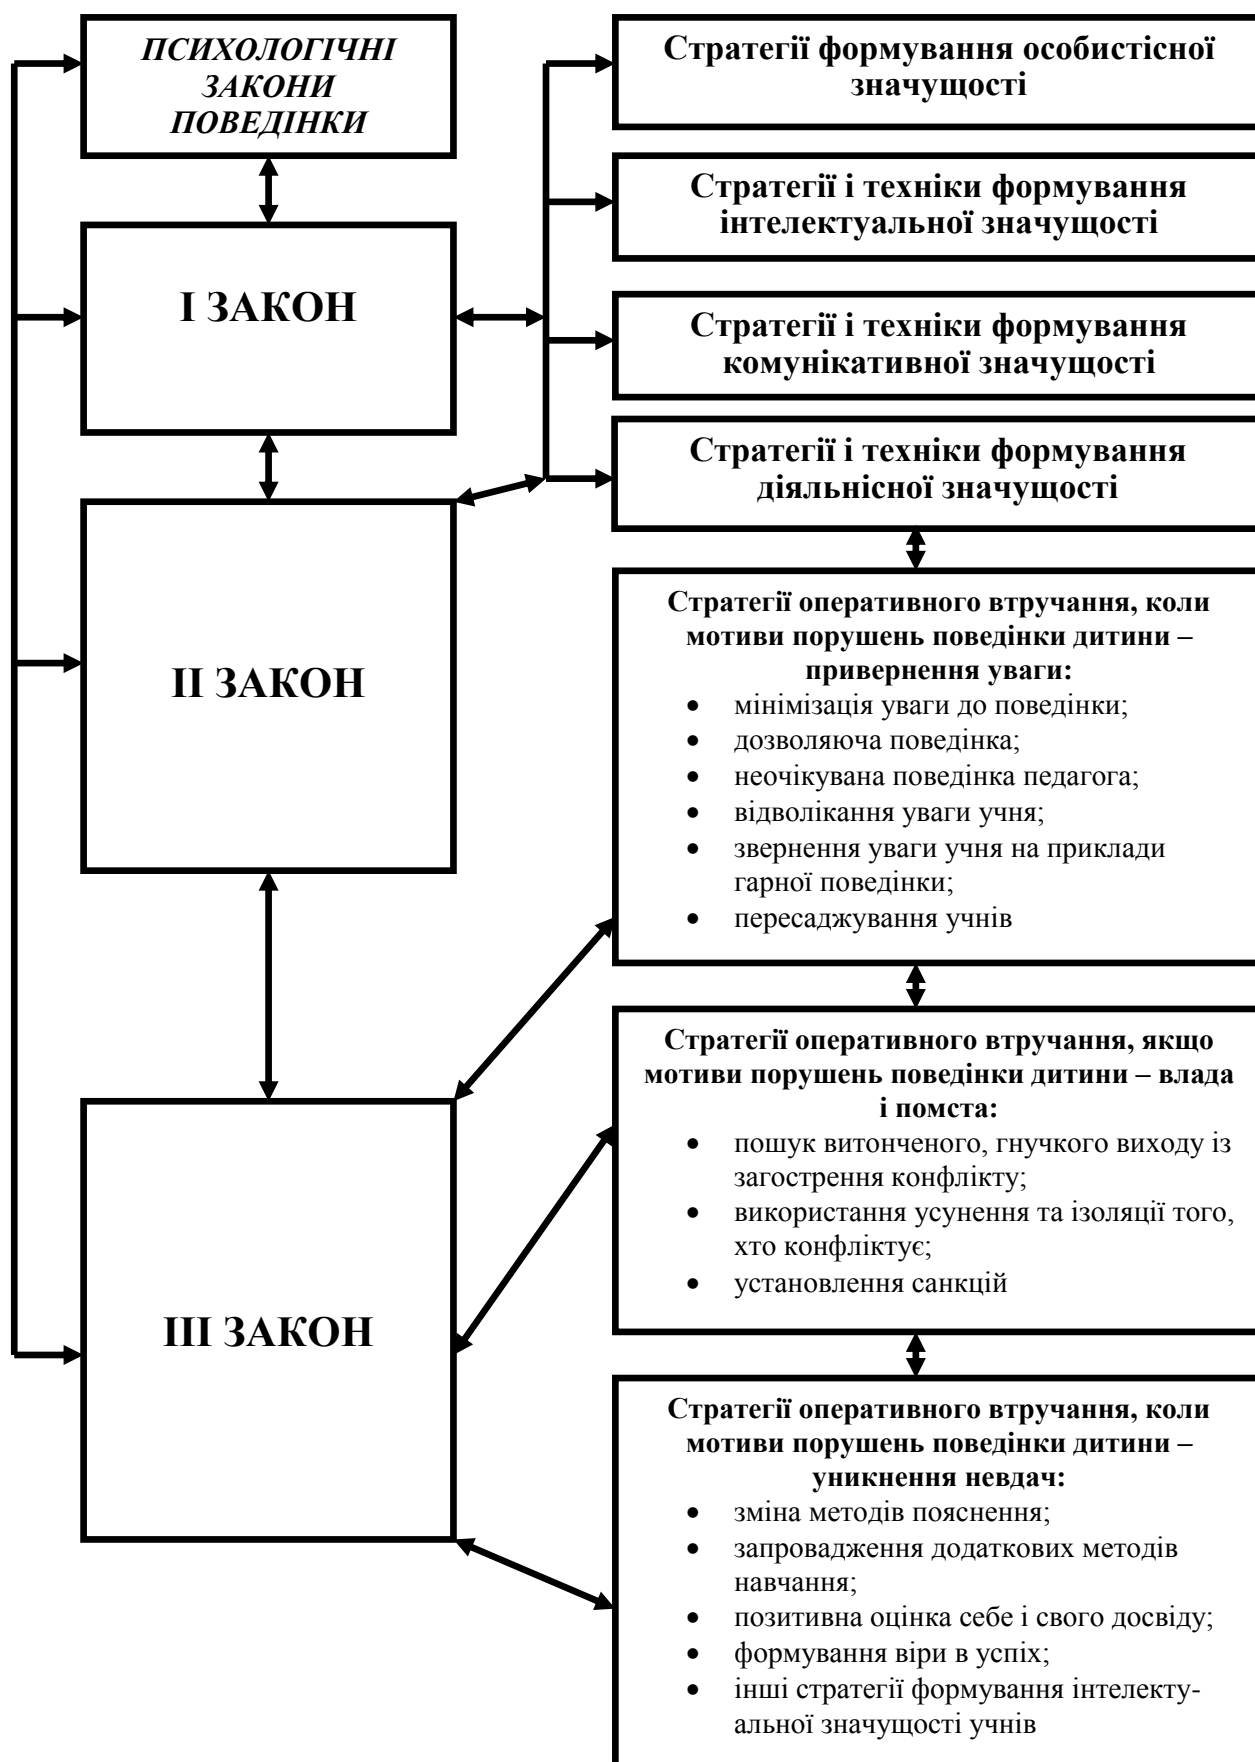 ПСИХОЛОГІЧНІ
ЗАКОНИ
ПОВЕДІНКИ
І ЗАКОН
ІІ ЗАКОН
ІІІ ЗАКОН
Стратегії формування особистісної
значущості
Стратегії і техніки формування
інтелектуальної значущості
Стратегії і техніки формування
комунікативної значущості
Стратегії і техніки формування
діяльнісної значущості
Стратегії оперативного втручання, коли
мотиви порушень поведінки дитини –
привернення уваги:
• мінімізація уваги до поведінки;
• дозволяюча поведінка;
• неочікувана поведінка педагога;
• відволікання уваги учня;
• звернення уваги учня на приклади
гарної поведінки;
• пересаджування учнів
Стратегії оперативного втручання, якщо
мотиви порушень поведінки дитини – влада
і помста:
• пошук витонченого, гнучкого виходу із
загострення конфлікту;
• використання усунення та ізоляції того,
хто конфліктує;
• установлення санкцій
Стратегії оперативного втручання, коли
мотиви порушень поведінки дитини –
уникнення невдач:
• зміна методів пояснення;
• запровадження додаткових методів
навчання;
• позитивна оцінка себе і свого досвіду;
• формування віри в успіх;
• інші стратегії формування інтелекту-
альної значущості учнів